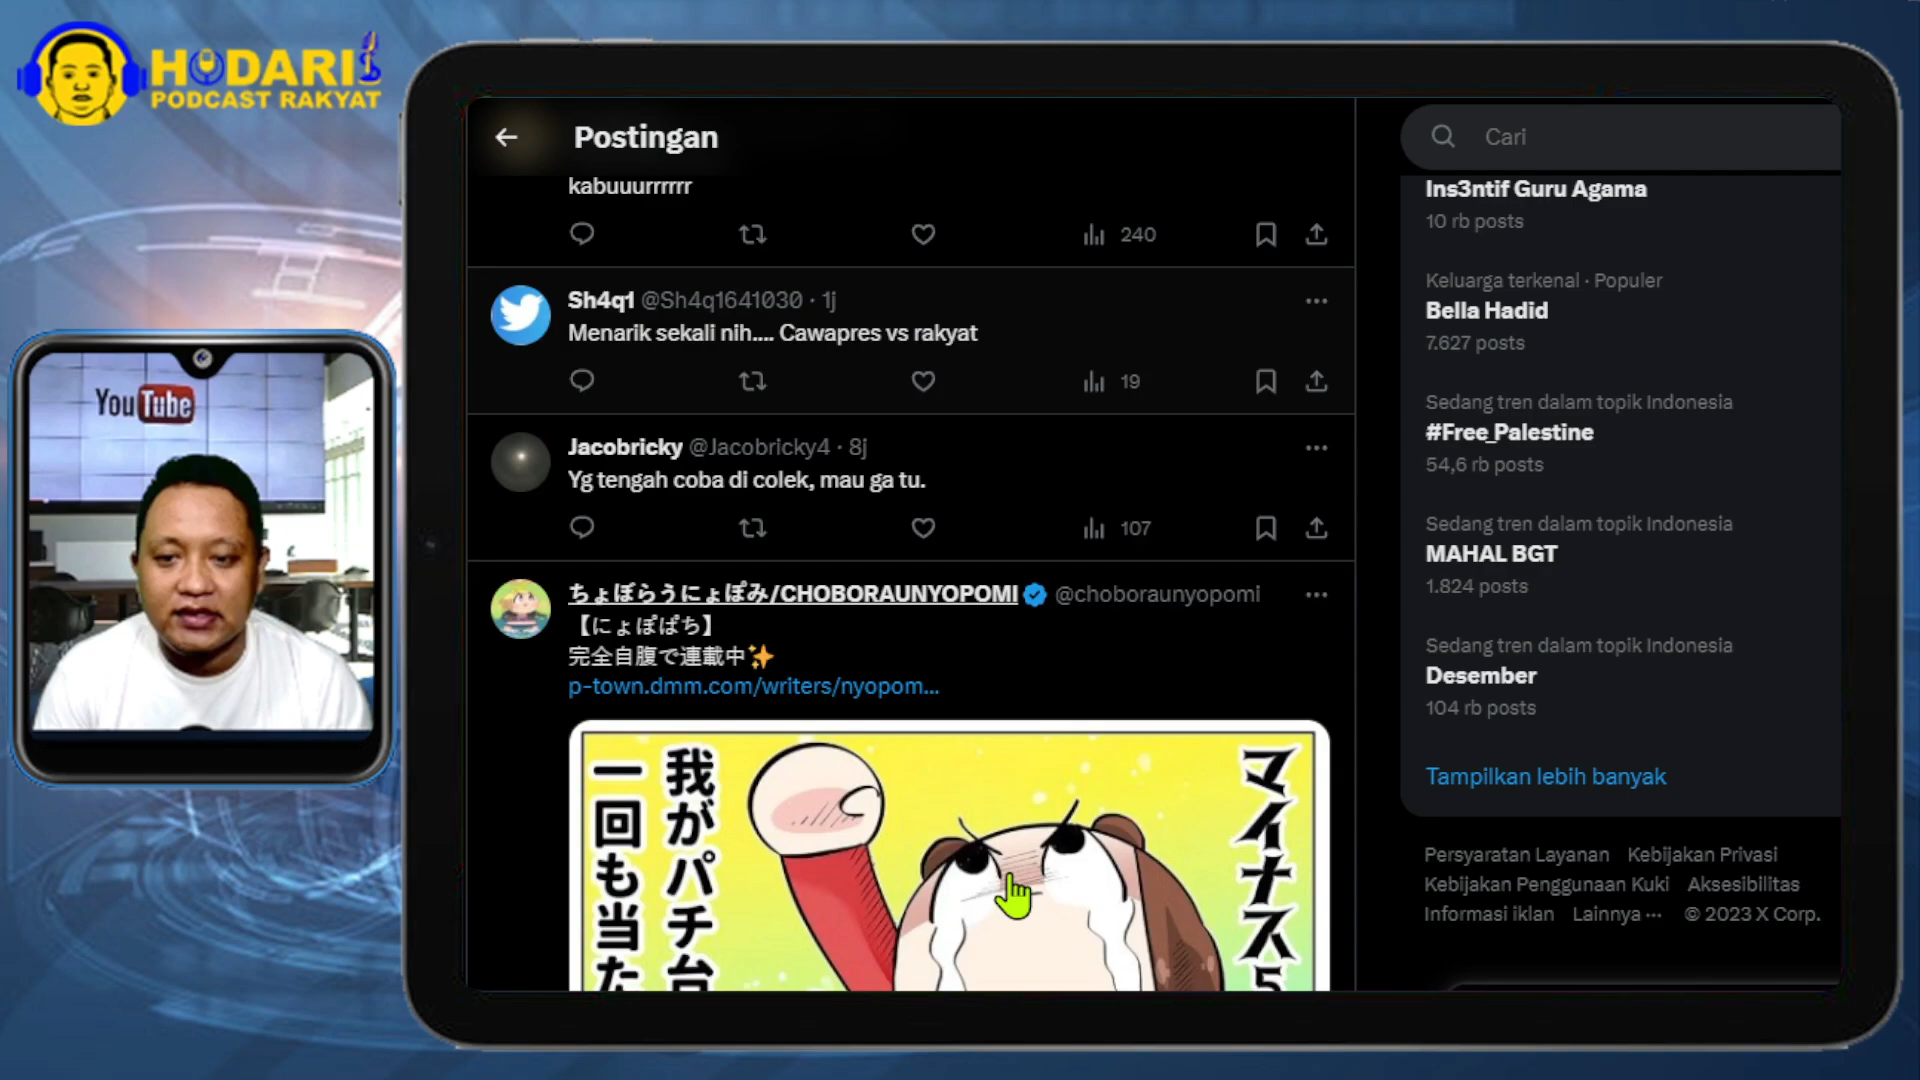 HUDARI
PODCAST RAKYAT
YouTube
Postingan
kabuuurrrrrr
240
Sh4q1 @Sh4q1641030 · 1j
Menarik sekali nih.... Cawapres vs rakyat
19
Jacobricky @Jacobricky4 · 8j
Yg tengah coba di colek, mau ga tu.
107
ちょぼらうにょぽみ/CHOBORAUNYOPOMI @choboraunyopomi
【にょぽぱち】
完全自腹で連載中✨
p-town.dmm.com/writers/nyopom...
マイナス5
我がパチ台
一回も当た
Cari
Ins3ntif Guru Agama
10 rb posts
Keluarga terkenal · Populer
Bella Hadid
7.627 posts
Sedang tren dalam topik Indonesia
#Free_Palestine
54,6 rb posts
Sedang tren dalam topik Indonesia
MAHAL BGT
1.824 posts
Sedang tren dalam topik Indonesia
Desember
104 rb posts
Tampilkan lebih banyak
Persyaratan Layanan Kebijakan Privasi
Kebijakan Penggunaan Kuki Aksesibilitas
Informasi iklan Lainnya ··· © 2023 X Corp.